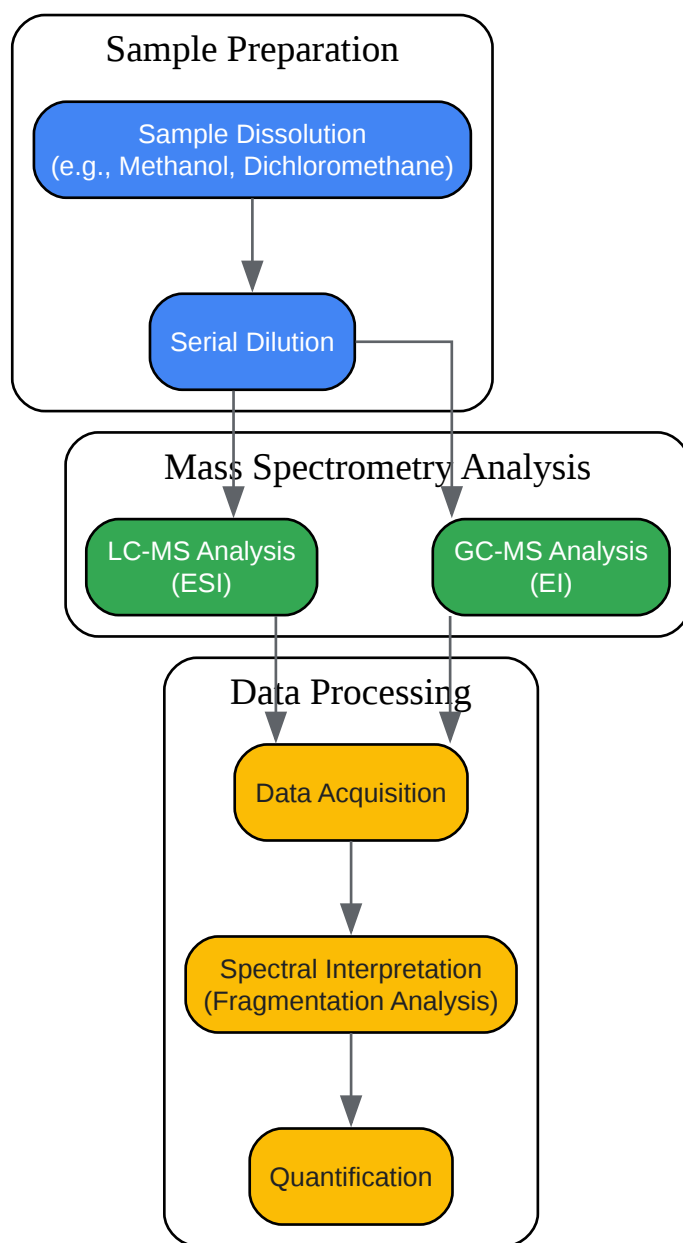 Sample Preparation
Sample Dissolution
(e.g., Methanol, Dichloromethane)
Serial Dilution
Mass Spectrometry Analysis
LC-MS Analysis
(ESI)
GC-MS Analysis
(EI)
Data Processing
Data Acquisition
Spectral Interpretation
(Fragmentation Analysis)
Quantification